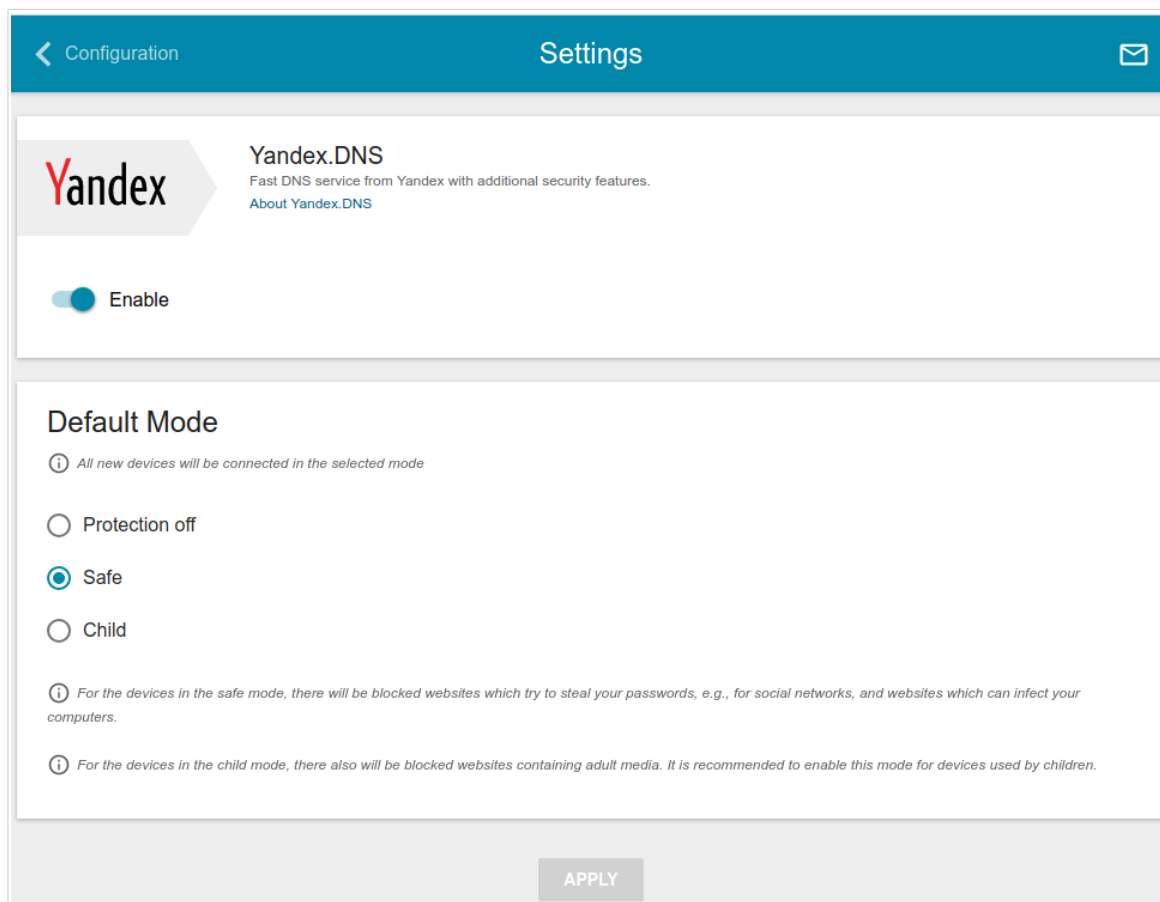 Configuration
Settings
Yandex
Yandex.DNS
Fast DNS service from Yandex with additional security features.
About Yandex.DNS
Enable
Default Mode
All new devices will be connected in the selected mode
Protection off
Safe
Child
For the devices in the safe mode, there will be blocked websites which try to steal your passwords, e.g., for social networks, and websites which can infect your
computers.
For the devices in the child mode, there also will be blocked websites containing adult media. It is recommended to enable this mode for devices used by children.
APPLY